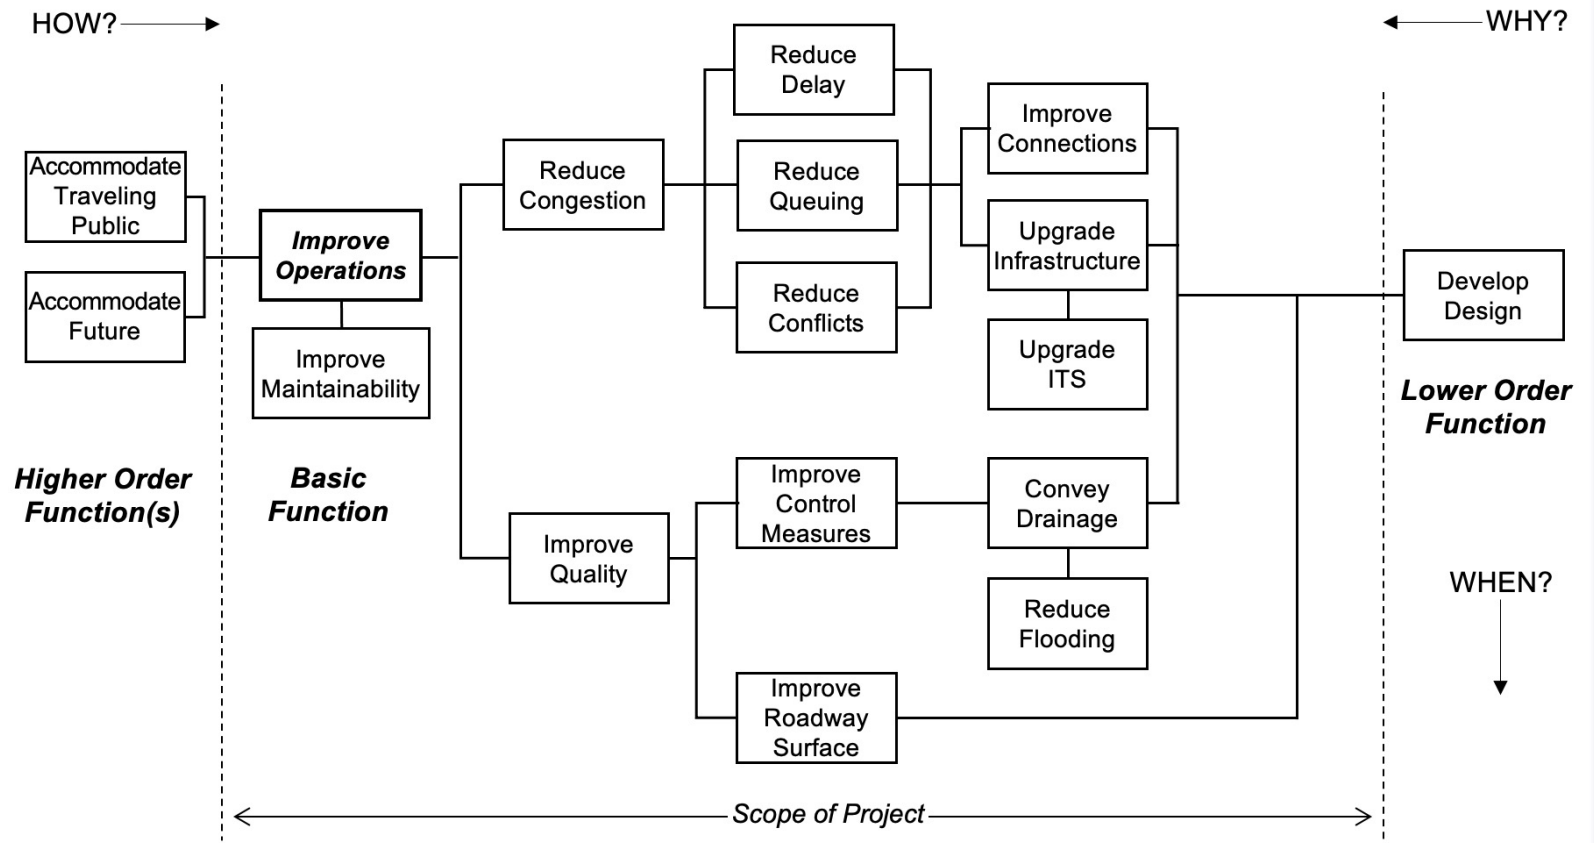 HOW?
WHY?
Reduce
Delay
Improve
Connections
Accommodate
Traveling
Public
Reduce
Congestion
Reduce
Queuing
Improve
Operations
Upgrade
Infrastructure
Accommodate
Future
Reduce
Conflicts
Develop
Design
Improve
Maintainability
Upgrade
ITS
Lower Order
Function
Higher Order
Function(s)
Basic
Function
Improve
Control
Measures
Convey
Drainage
Improve
Quality
WHEN?
Reduce
Flooding
Improve
Roadway
Surface
Scope of Project